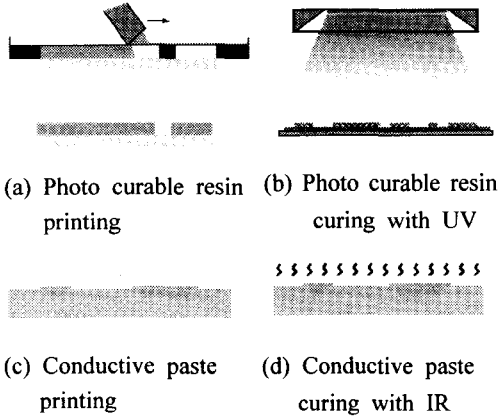 (a) Photo curable resin
printing
(b) Photo curable resin
curing with UV
(c) Conductive paste
printing
(d) Conductive paste
curing with IR